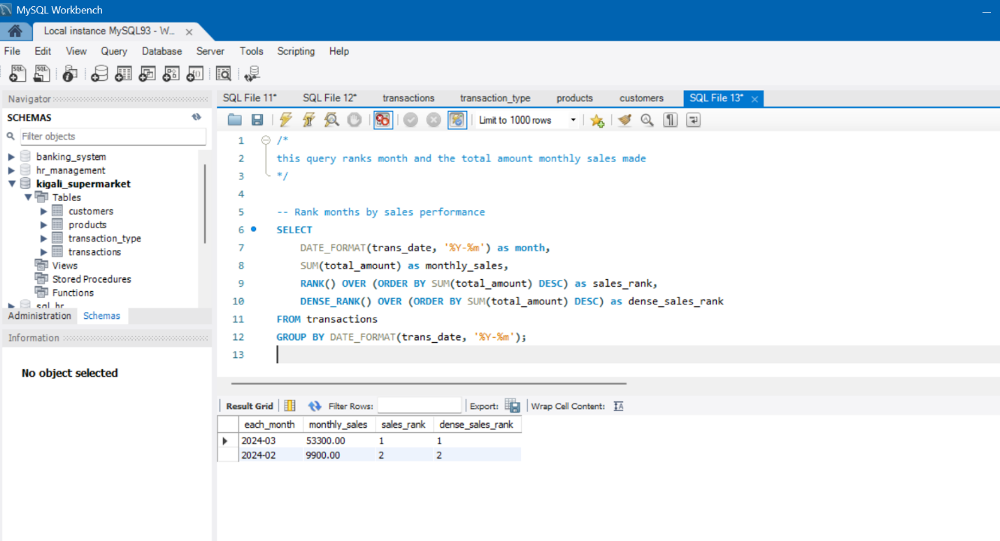 MySQL Workbench
Local instance MySQL93 - W...
File Edit View Query Database Server Tools Scripting Help
Navigator
SCHEMAS
Filter objects
banking_system
hr_management
kigali_supermarket
Tables
customers
products
transaction_type
transactions
Views
Stored Procedures
Functions
sql_hr
Administration Schemas
Information
No object selected
SQL File 11* SQL File 12* transactions transaction_type products customers SQL File 13*
Limit to 1000 rows
1 /*
2 this query ranks month and the total amount monthly sales made
3 */
4
5 -- Rank months by sales performance
6 SELECT
7 DATE_FORMAT(trans_date, '%Y-%m') as month,
8 SUM(total_amount) as monthly_sales,
9 RANK() OVER (ORDER BY SUM(total_amount) DESC) as sales_rank,
10 DENSE_RANK() OVER (ORDER BY SUM(total_amount) DESC) as dense_sales_rank
11 FROM transactions
12 GROUP BY DATE_FORMAT(trans_date, '%Y-%m');
13
Result Grid Filter Rows: Export: Wrap Cell Content:
each_month monthly_sales sales_rank dense_sales_rank
2024-03 53300.00 1 1
2024-02 9900.00 2 2